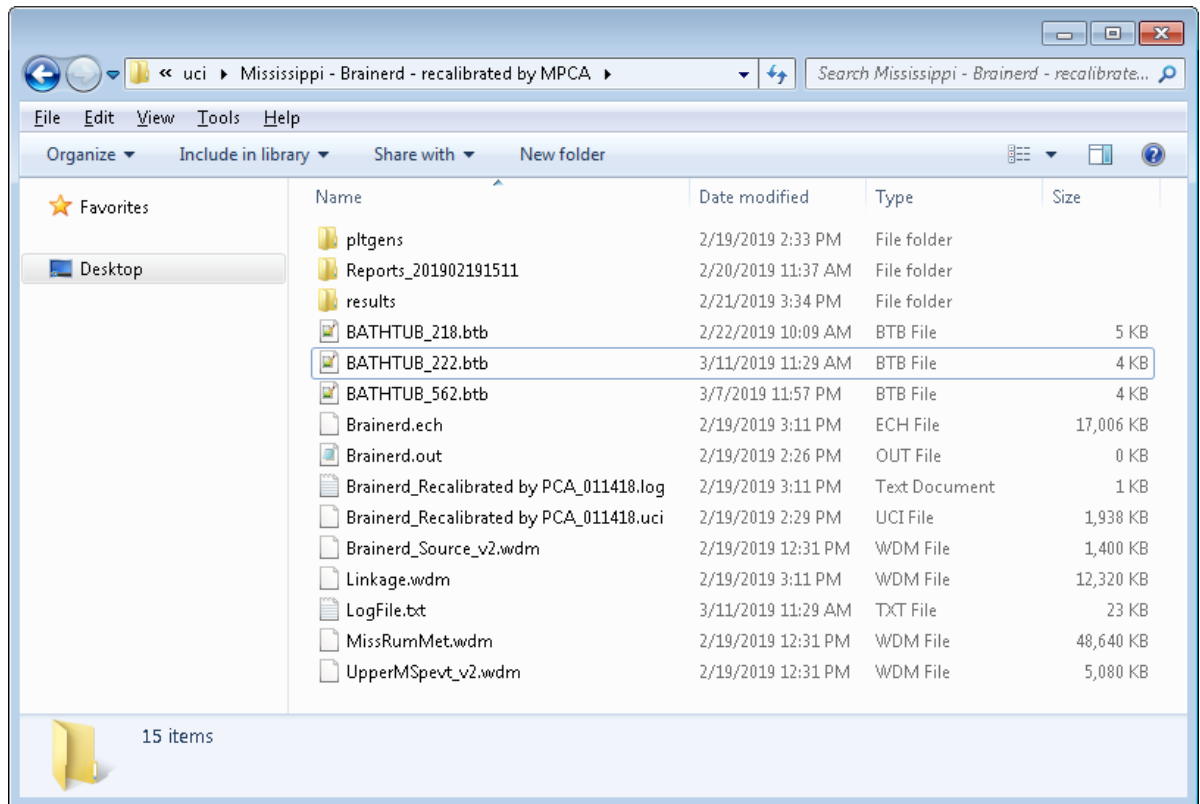 « uci ▸ Mississippi - Brainerd - recalibrated by MPCA ▸ Search Mississippi - Brainerd - recalibrate...
File Edit View Tools Help
Organize Include in library Share with New folder
Name Date modified Type Size
Favorites
Desktop
pltgens 2/19/2019 2:33 PM File folder
Reports_201902191511 2/20/2019 11:37 AM File folder
results 2/21/2019 3:34 PM File folder
BATHTUB_218.btb 2/22/2019 10:09 AM BTB File 5 KB
BATHTUB_222.btb 3/11/2019 11:29 AM BTB File 4 KB
BATHTUB_562.btb 3/7/2019 11:57 PM BTB File 4 KB
Brainerd.ech 2/19/2019 3:11 PM ECH File 17,006 KB
Brainerd.out 2/19/2019 2:26 PM OUT File 0 KB
Brainerd_Recalibrated by PCA_011418.log 2/19/2019 3:11 PM Text Document 1 KB
Brainerd_Recalibrated by PCA_011418.uci 2/19/2019 2:29 PM UCI File 1,938 KB
Brainerd_Source_v2.wdm 2/19/2019 12:31 PM WDM File 1,400 KB
Linkage.wdm 2/19/2019 3:11 PM WDM File 12,320 KB
LogFile.txt 3/11/2019 11:29 AM TXT File 23 KB
MissRumMet.wdm 2/19/2019 12:31 PM WDM File 48,640 KB
UpperMSpevt_v2.wdm 2/19/2019 12:31 PM WDM File 5,080 KB
15 items